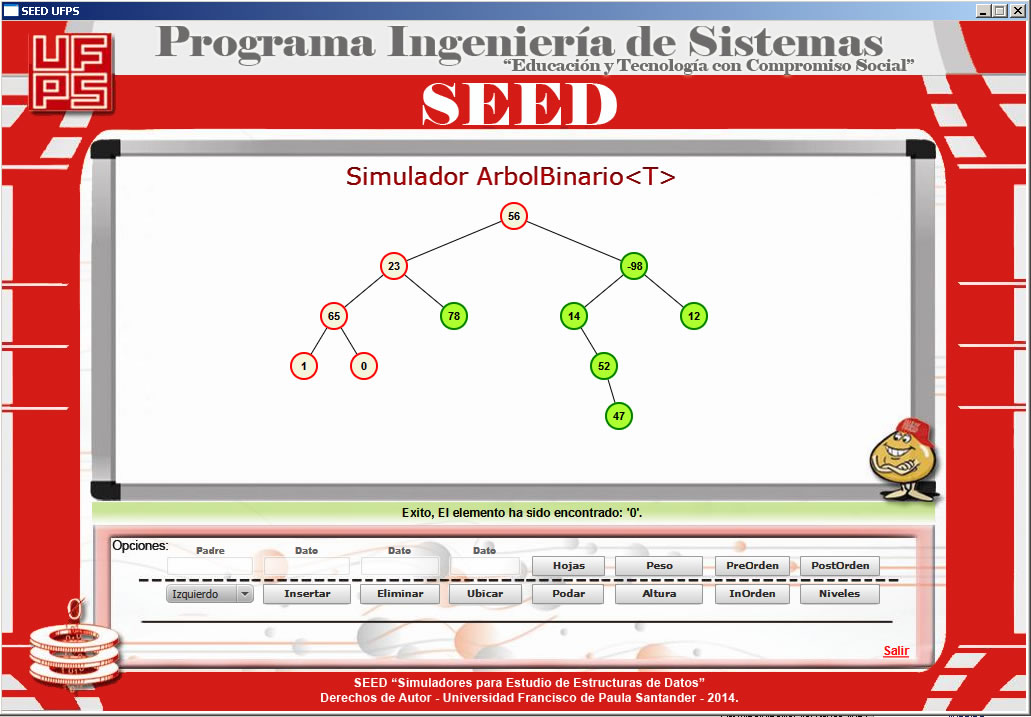 SEED UFPS
UFPS
Programa Ingeniería de Sistemas
“Educación y Tecnología con Compromiso Social”
SEED
Simulador ArbolBinario<T>
56
23 -98
65 78 14 12
1 0 52
47
Exito, El elemento ha sido encontrado: '0'.
Opciones:
Padre Dato Dato Dato
Hojas Peso PreOrden PostOrden
Izquierdo Insertar Eliminar Ubicar Podar Altura InOrden Niveles
Salir
SEED “Simuladores para Estudio de Estructuras de Datos”
Derechos de Autor - Universidad Francisco de Paula Santander - 2014.